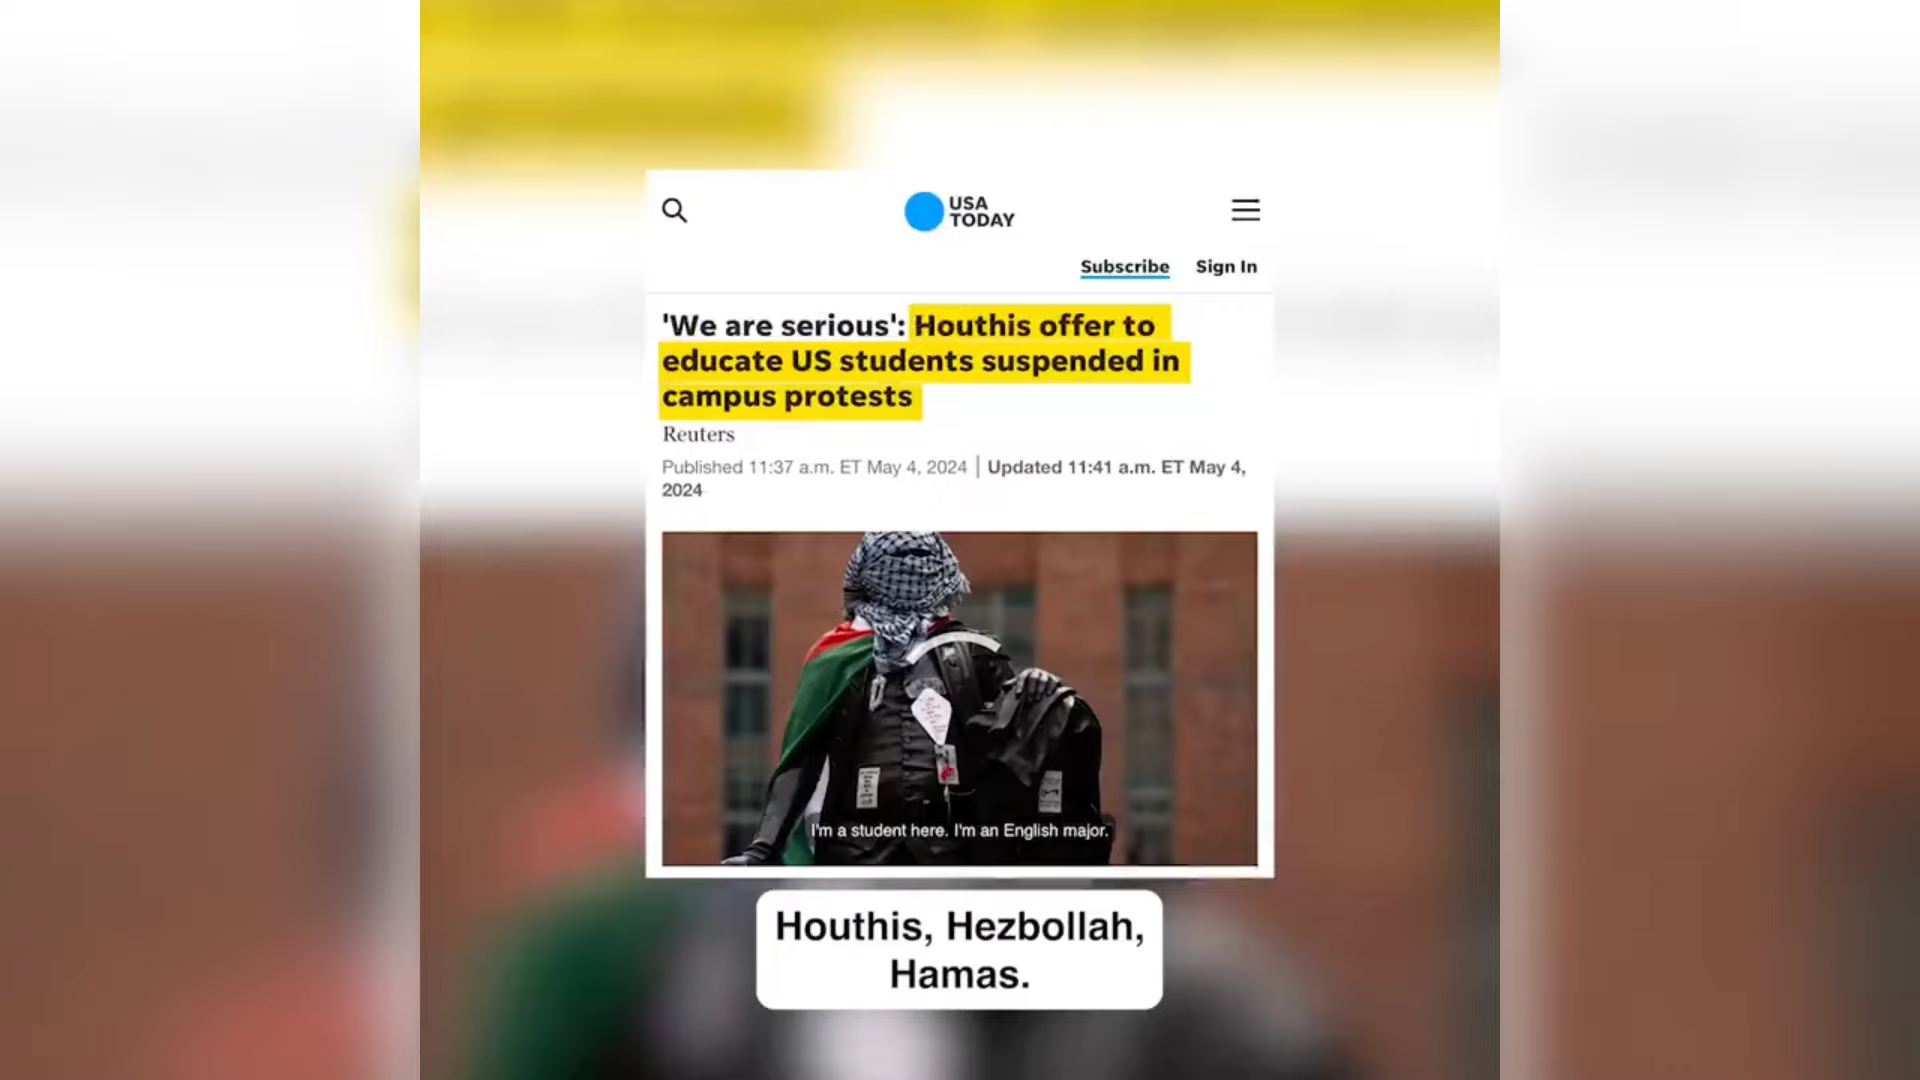 USA
TODAY
Subscribe Sign In
'We are serious': Houthis offer to
educate US students suspended in
campus protests
Reuters
Published 11:37 a.m. ET May 4, 2024 | Updated 11:41 a.m. ET May 4,
2024
I'm a student here. I'm an English major.
Houthis, Hezbollah,
Hamas.